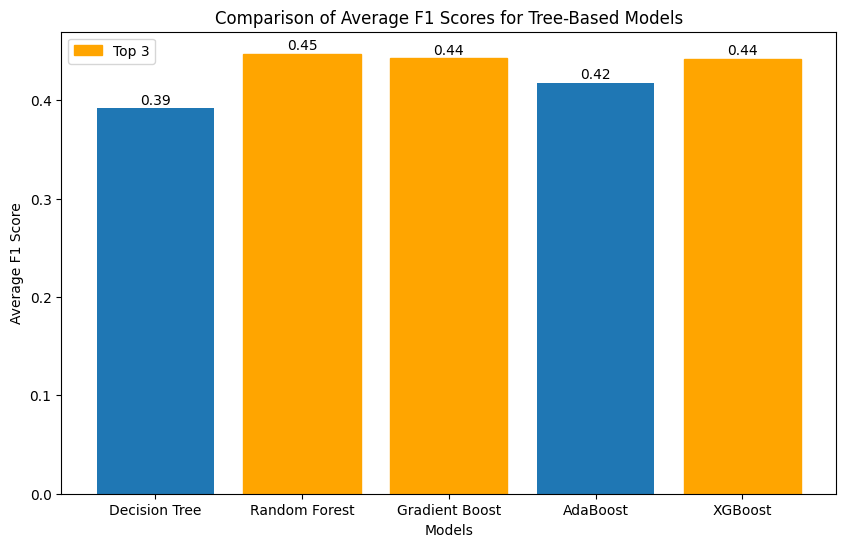 Comparison of Average F1 Scores for Tree-Based Models
Top 3
0.39
0.45
0.44
0.42
0.44
Average F1 Score
0.4
0.3
0.2
0.1
0.0
Decision Tree
Random Forest
Gradient Boost
AdaBoost
XGBoost
Models